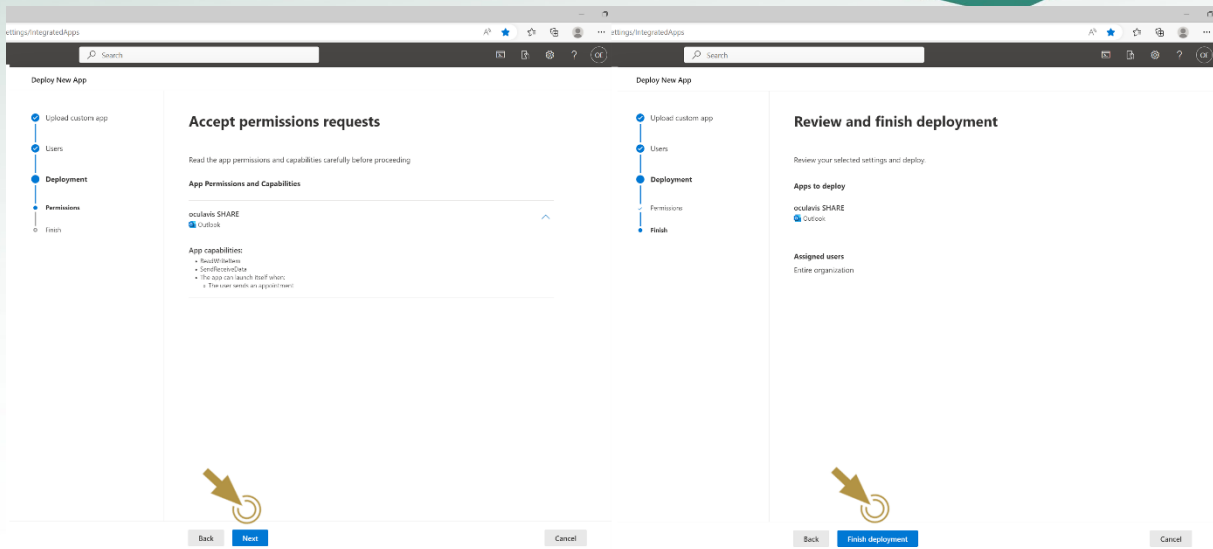 ettings/IntegratedApps
Search
?
or
Deploy New App
Upload custom app
Users
Deployment
Permissions
Finish
Accept permissions requests
Read the app permissions and capabilities carefully before proceeding
App Permissions and Capabilities
oculavis SHARE
Outlook
App capabilities:
ReadWriteItem
SendReceiveData
The app can launch itself when:
The user sends an appointment
Back
Next
Cancel
ettings/IntegratedApps
Search
?
or
Deploy New App
Upload custom app
Users
Deployment
Permissions
Finish
Review and finish deployment
Review your selected settings and deploy.
Apps to deploy
oculavis SHARE
Outlook
Assigned users
Entire organization
Back
Finish deployment
Cancel